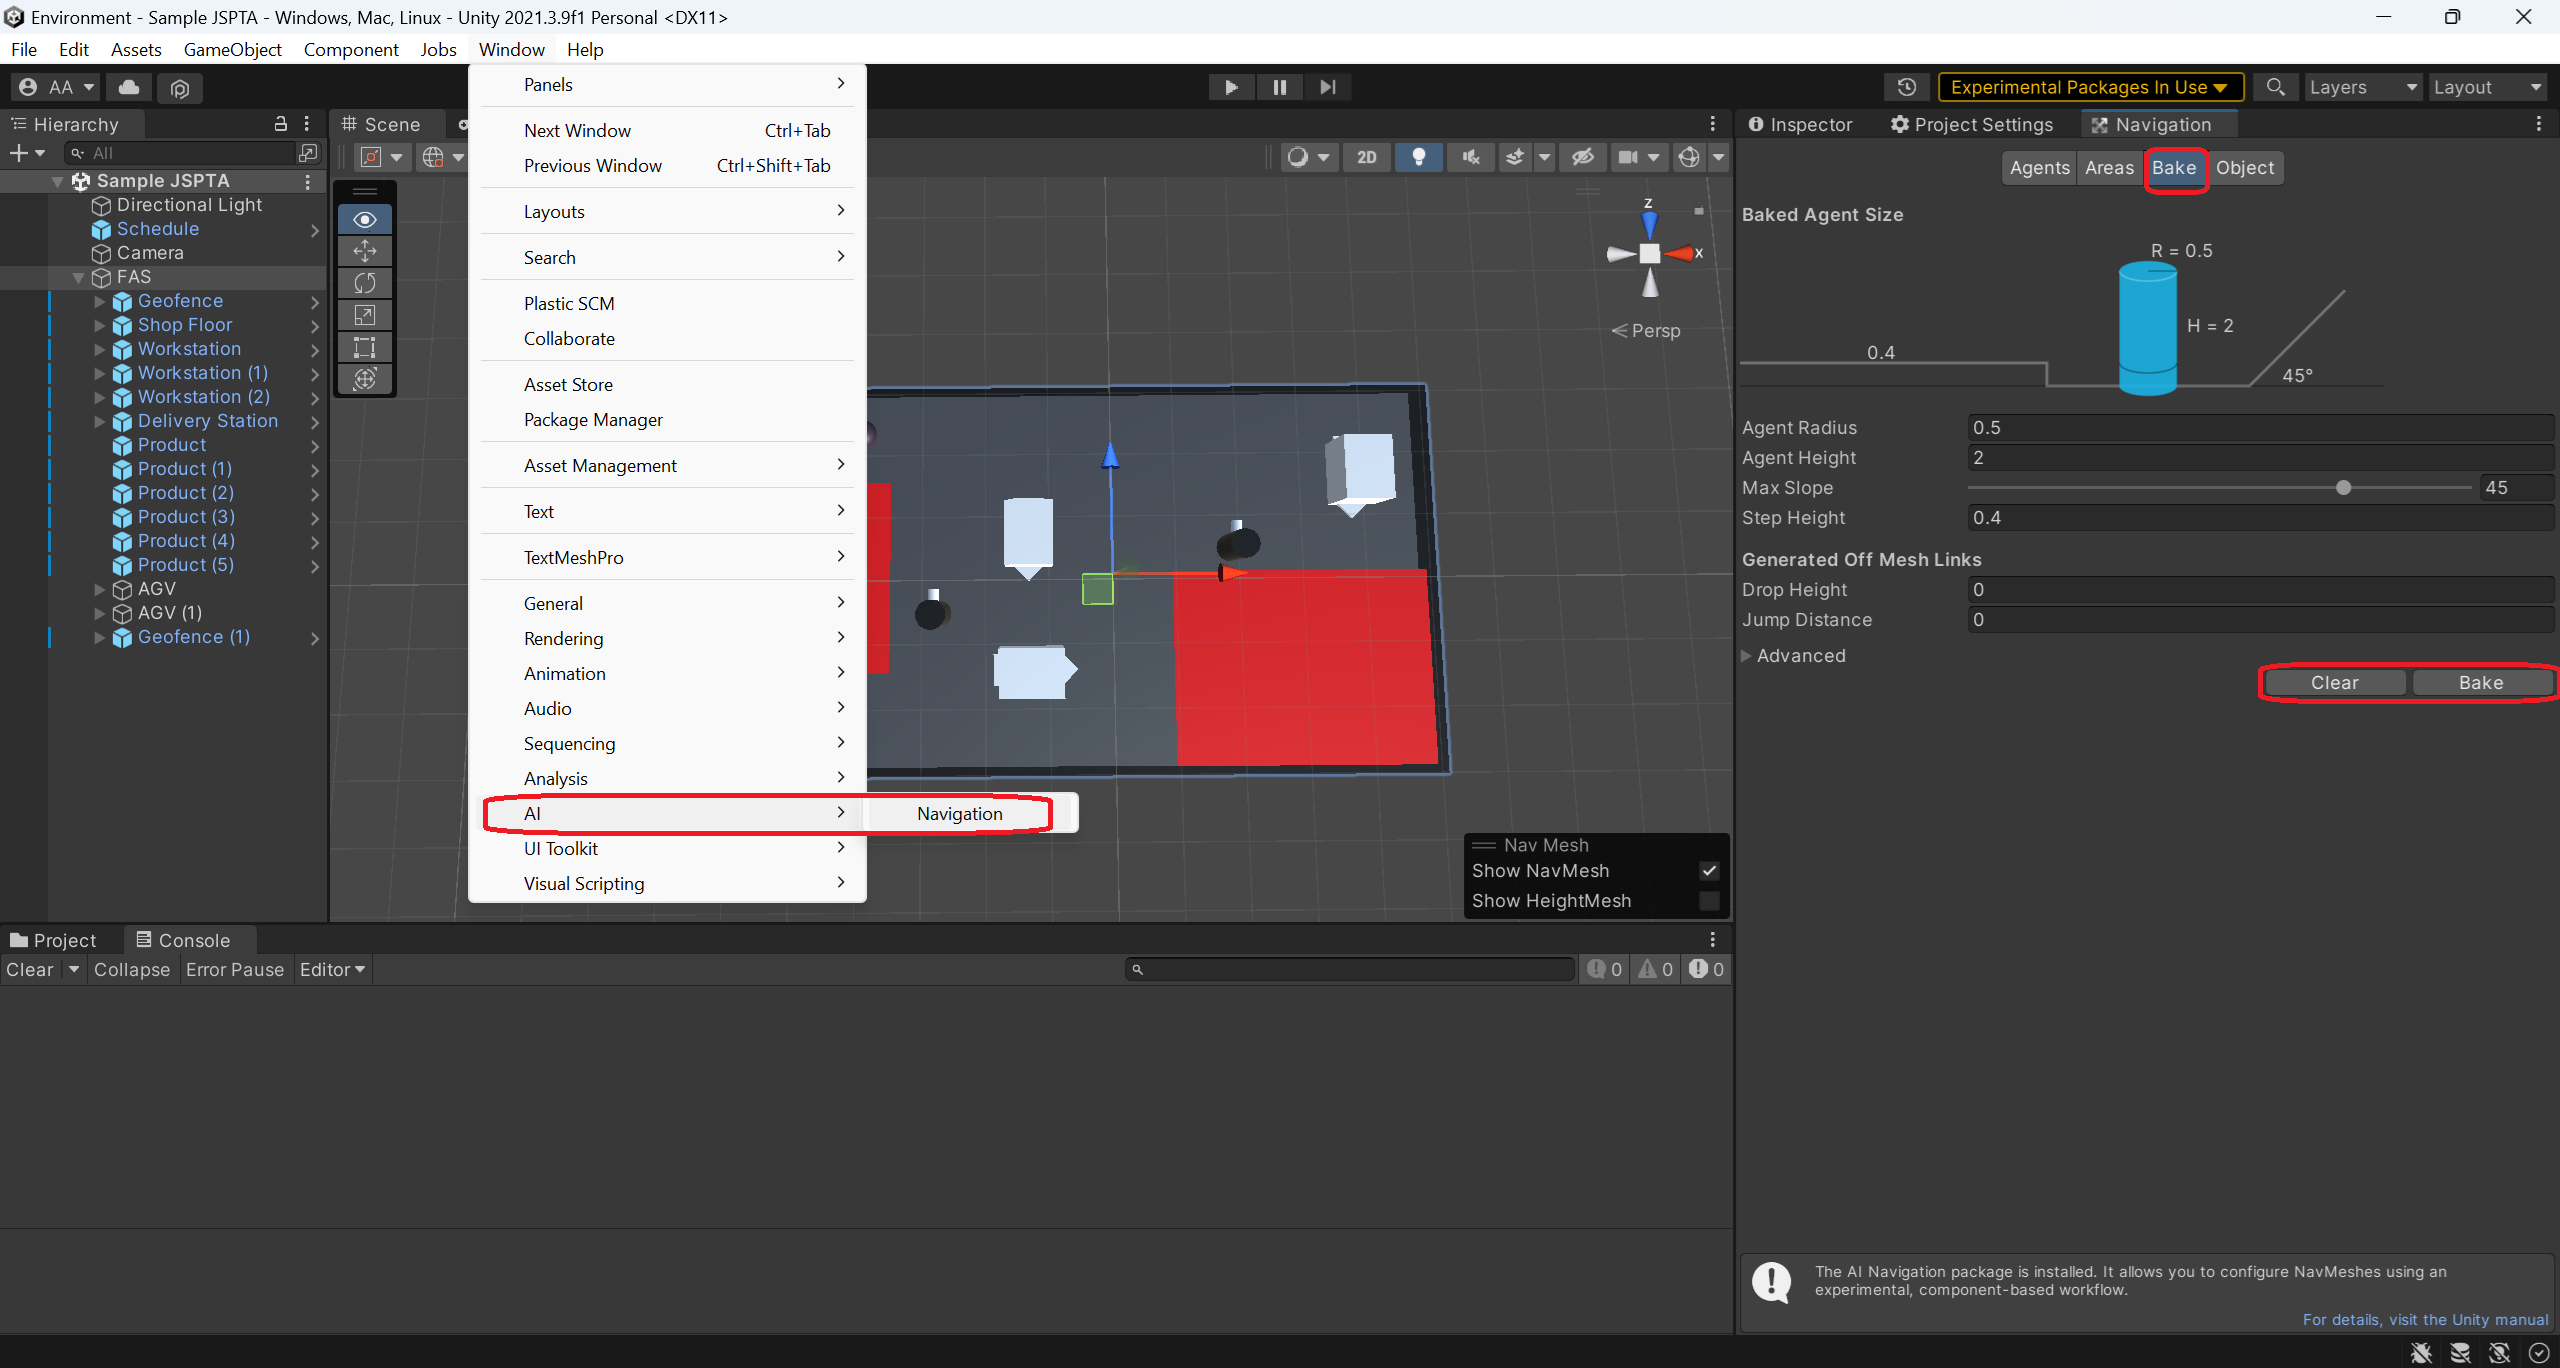 Environment - Sample JSPTA - Windows, Mac, Linux - Unity 2021.3.9f1 Personal <DX11>
File Edit Assets GameObject Component Jobs Window Help
AA
Experimental Packages In Use
Layers
Layout
Hierarchy
All
Sample JSPTA
Directional Light
Schedule
Camera
FAS
Geofence
Shop Floor
Workstation
Workstation (1)
Workstation (2)
Delivery Station
Product
Product (1)
Product (2)
Product (3)
Product (4)
Product (5)
AGV
AGV (1)
Geofence (1)
Scene
Panels
Next Window Ctrl+Tab
Previous Window Ctrl+Shift+Tab
Layouts
Search
Plastic SCM
Collaborate
Asset Store
Package Manager
Asset Management
Text
TextMeshPro
General
Rendering
Animation
Audio
Sequencing
Analysis
AI
Navigation
UI Toolkit
Visual Scripting
2D
z
x
Persp
Nav Mesh
Show NavMesh
Show HeightMesh
Inspector Project Settings Navigation
Agents Areas Bake Object
Baked Agent Size
R = 0.5
H = 2
0.4
45°
Agent Radius 0.5
Agent Height 2
Max Slope 45
Step Height 0.4
Generated Off Mesh Links
Drop Height 0
Jump Distance 0
Advanced
Clear Bake
Project Console
Clear Collapse Error Pause Editor
0 0 0
The AI Navigation package is installed. It allows you to configure NavMeshes using an
experimental, component-based workflow.
For details, visit the Unity manual